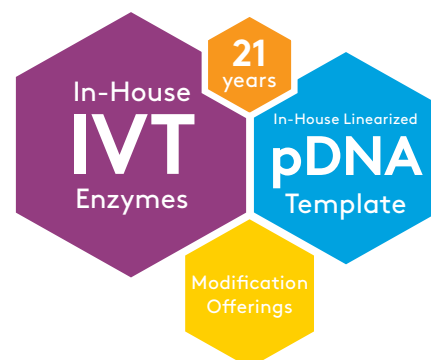 In-House
IVT
Enzymes
21
years
In-House Linearized
pDNA
Template
Modification
Offerings